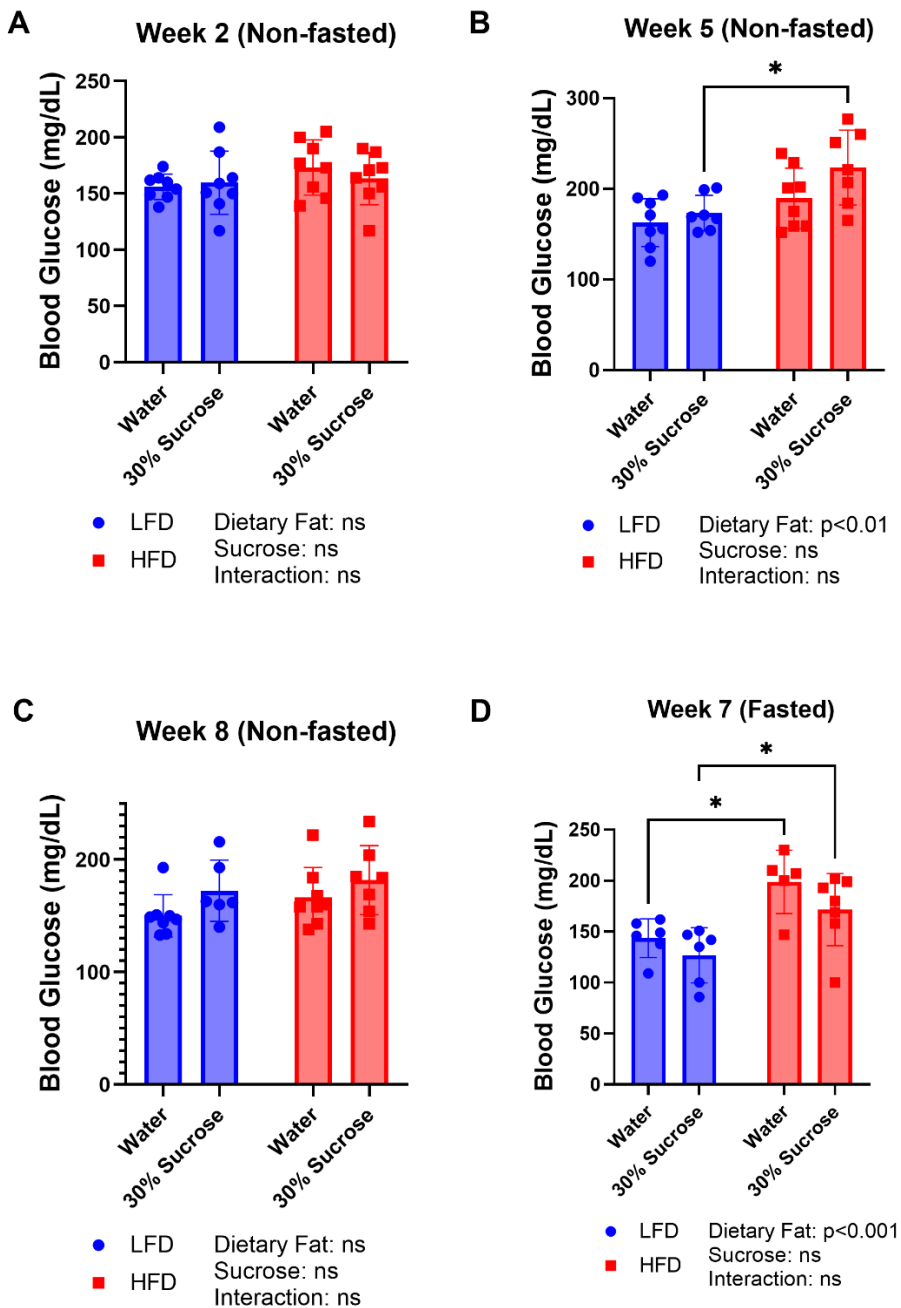 A
Week 2 (Non-fasted)
Blood Glucose (mg/dL)
250
200
150
100
50
0
Water
30% Sucrose
Water
30% Sucrose
LFD
HFD
Dietary Fat: ns
Sucrose: ns
Interaction: ns
B
Week 5 (Non-fasted)
*
Blood Glucose (mg/dL)
300
200
100
0
Water
30% Sucrose
Water
30% Sucrose
LFD
HFD
Dietary Fat: p<0.01
Sucrose: ns
Interaction: ns
C
Week 8 (Non-fasted)
Blood Glucose (mg/dL)
200
100
0
Water
30% Sucrose
Water
30% Sucrose
LFD
HFD
Dietary Fat: ns
Sucrose: ns
Interaction: ns
D
Week 7 (Fasted)
*
*
Blood Glucose (mg/dL)
250
200
150
100
50
0
Water
30% Sucrose
Water
30% Sucrose
LFD
HFD
Dietary Fat: p<0.001
Sucrose: ns
Interaction: ns